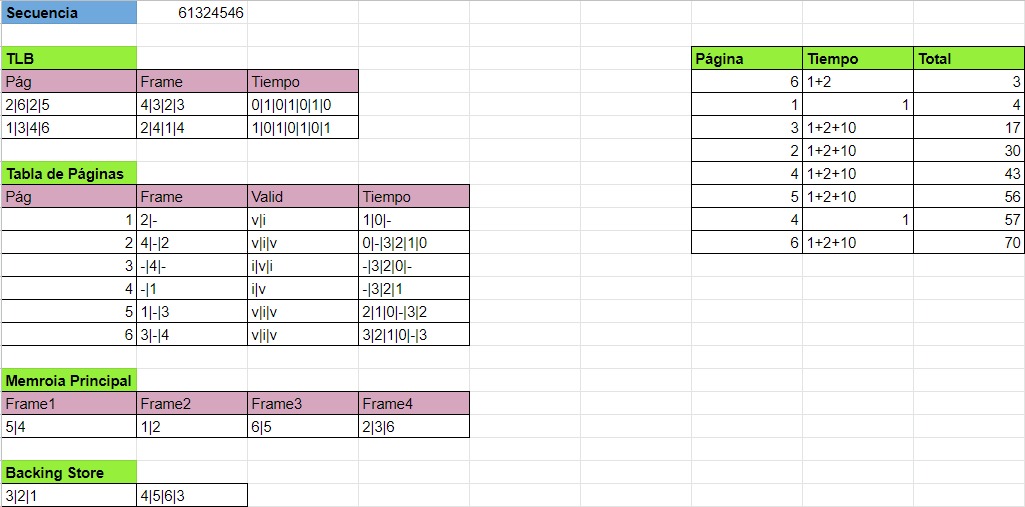 Secuencia 61324546
TLB
Pág Frame Tiempo
2|6|2|5 4|3|2|3 0|1|0|1|0|1|0
1|3|4|6 2|4|1|4 1|0|1|0|1|0|1
Tabla de Páginas
Pág Frame Valid Tiempo
1 2|- v|i 1|0|-
2 4|-|2 v|i|v 0|-|3|2|1|0
3 -|4|- i|v|i -|3|2|0|-
4 -|1 i|v -|3|2|1
5 1|-|3 v|i|v 2|1|0|-|3|2
6 3|-|4 v|i|v 3|2|1|0|-|3
Memroia Principal
Frame1 Frame2 Frame3 Frame4
5|4 1|2 6|5 2|3|6
Backing Store
3|2|1 4|5|6|3
Página Tiempo Total
6 1+2 3
1 1 4
3 1+2+10 17
2 1+2+10 30
4 1+2+10 43
5 1+2+10 56
4 1 57
6 1+2+10 70